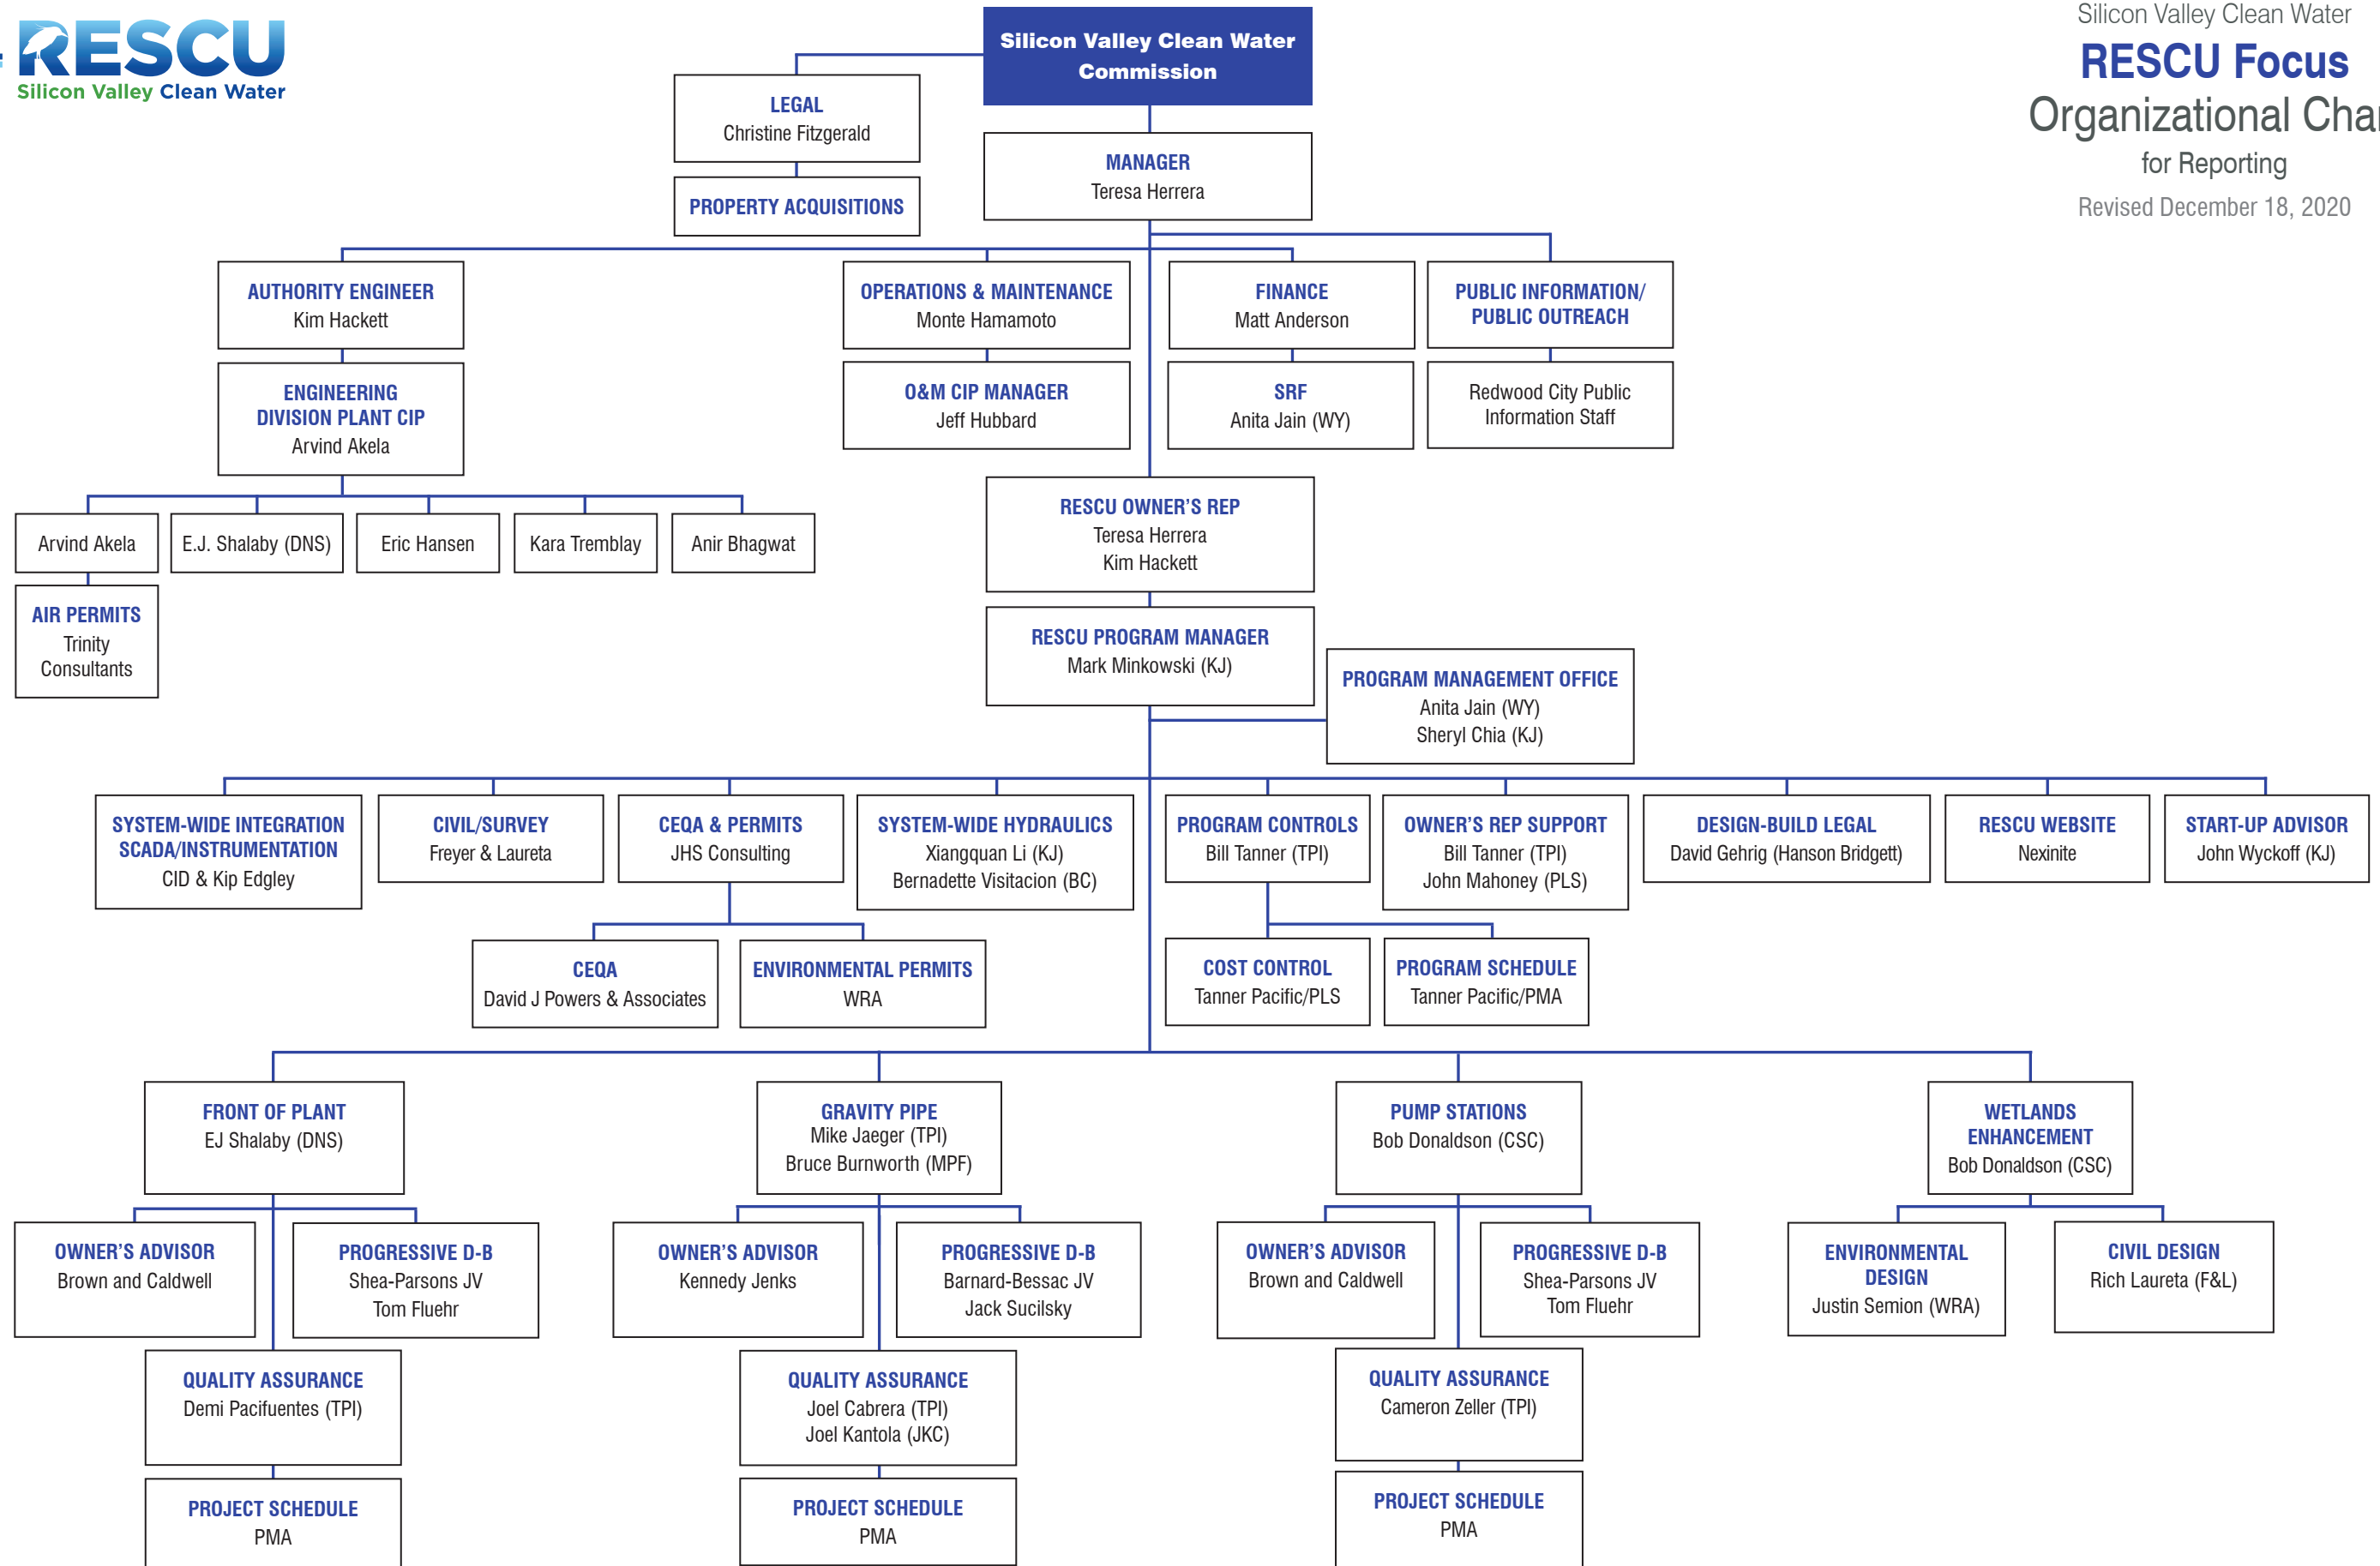 RESCU
Silicon Valley Clean Water
Silicon Valley Clean Water
RESCU Focus
Organizational Char
for Reporting
Revised December 18, 2020
Silicon Valley Clean Water
Commission
LEGAL
Christine Fitzgerald
PROPERTY ACQUISITIONS
MANAGER
Teresa Herrera
AUTHORITY ENGINEER
Kim Hackett
OPERATIONS & MAINTENANCE
Monte Hamamoto
FINANCE
Matt Anderson
PUBLIC INFORMATION/
PUBLIC OUTREACH
ENGINEERING
DIVISION PLANT CIP
Arvind Akela
O&M CIP MANAGER
Jeff Hubbard
SRF
Anita Jain (WY)
Redwood City Public
Information Staff
Arvind Akela
E.J. Shalaby (DNS)
Eric Hansen
Kara Tremblay
Anir Bhagwat
AIR PERMITS
Trinity
Consultants
RESCU OWNER’S REP
Teresa Herrera
Kim Hackett
RESCU PROGRAM MANAGER
Mark Minkowski (KJ)
PROGRAM MANAGEMENT OFFICE
Anita Jain (WY)
Sheryl Chia (KJ)
SYSTEM-WIDE INTEGRATION
SCADA/INSTRUMENTATION
CID & Kip Edgley
CIVIL/SURVEY
Freyer & Laureta
CEQA & PERMITS
JHS Consulting
SYSTEM-WIDE HYDRAULICS
Xiangquan Li (KJ)
Bernadette Visitacion (BC)
PROGRAM CONTROLS
Bill Tanner (TPI)
OWNER’S REP SUPPORT
Bill Tanner (TPI)
John Mahoney (PLS)
DESIGN-BUILD LEGAL
David Gehrig (Hanson Bridgett)
RESCU WEBSITE
Nexinite
START-UP ADVISOR
John Wyckoff (KJ)
CEQA
David J Powers & Associates
ENVIRONMENTAL PERMITS
WRA
COST CONTROL
Tanner Pacific/PLS
PROGRAM SCHEDULE
Tanner Pacific/PMA
FRONT OF PLANT
EJ Shalaby (DNS)
GRAVITY PIPE
Mike Jaeger (TPI)
Bruce Burnworth (MPF)
PUMP STATIONS
Bob Donaldson (CSC)
WETLANDS
ENHANCEMENT
Bob Donaldson (CSC)
OWNER’S ADVISOR
Brown and Caldwell
PROGRESSIVE D-B
Shea-Parsons JV
Tom Fluehr
OWNER’S ADVISOR
Kennedy Jenks
PROGRESSIVE D-B
Barnard-Bessac JV
Jack Sucilsky
OWNER’S ADVISOR
Brown and Caldwell
PROGRESSIVE D-B
Shea-Parsons JV
Tom Fluehr
ENVIRONMENTAL
DESIGN
Justin Semion (WRA)
CIVIL DESIGN
Rich Laureta (F&L)
QUALITY ASSURANCE
Demi Pacifuentes (TPI)
QUALITY ASSURANCE
Joel Cabrera (TPI)
Joel Kantola (JKC)
QUALITY ASSURANCE
Cameron Zeller (TPI)
PROJECT SCHEDULE
PMA
PROJECT SCHEDULE
PMA
PROJECT SCHEDULE
PMA